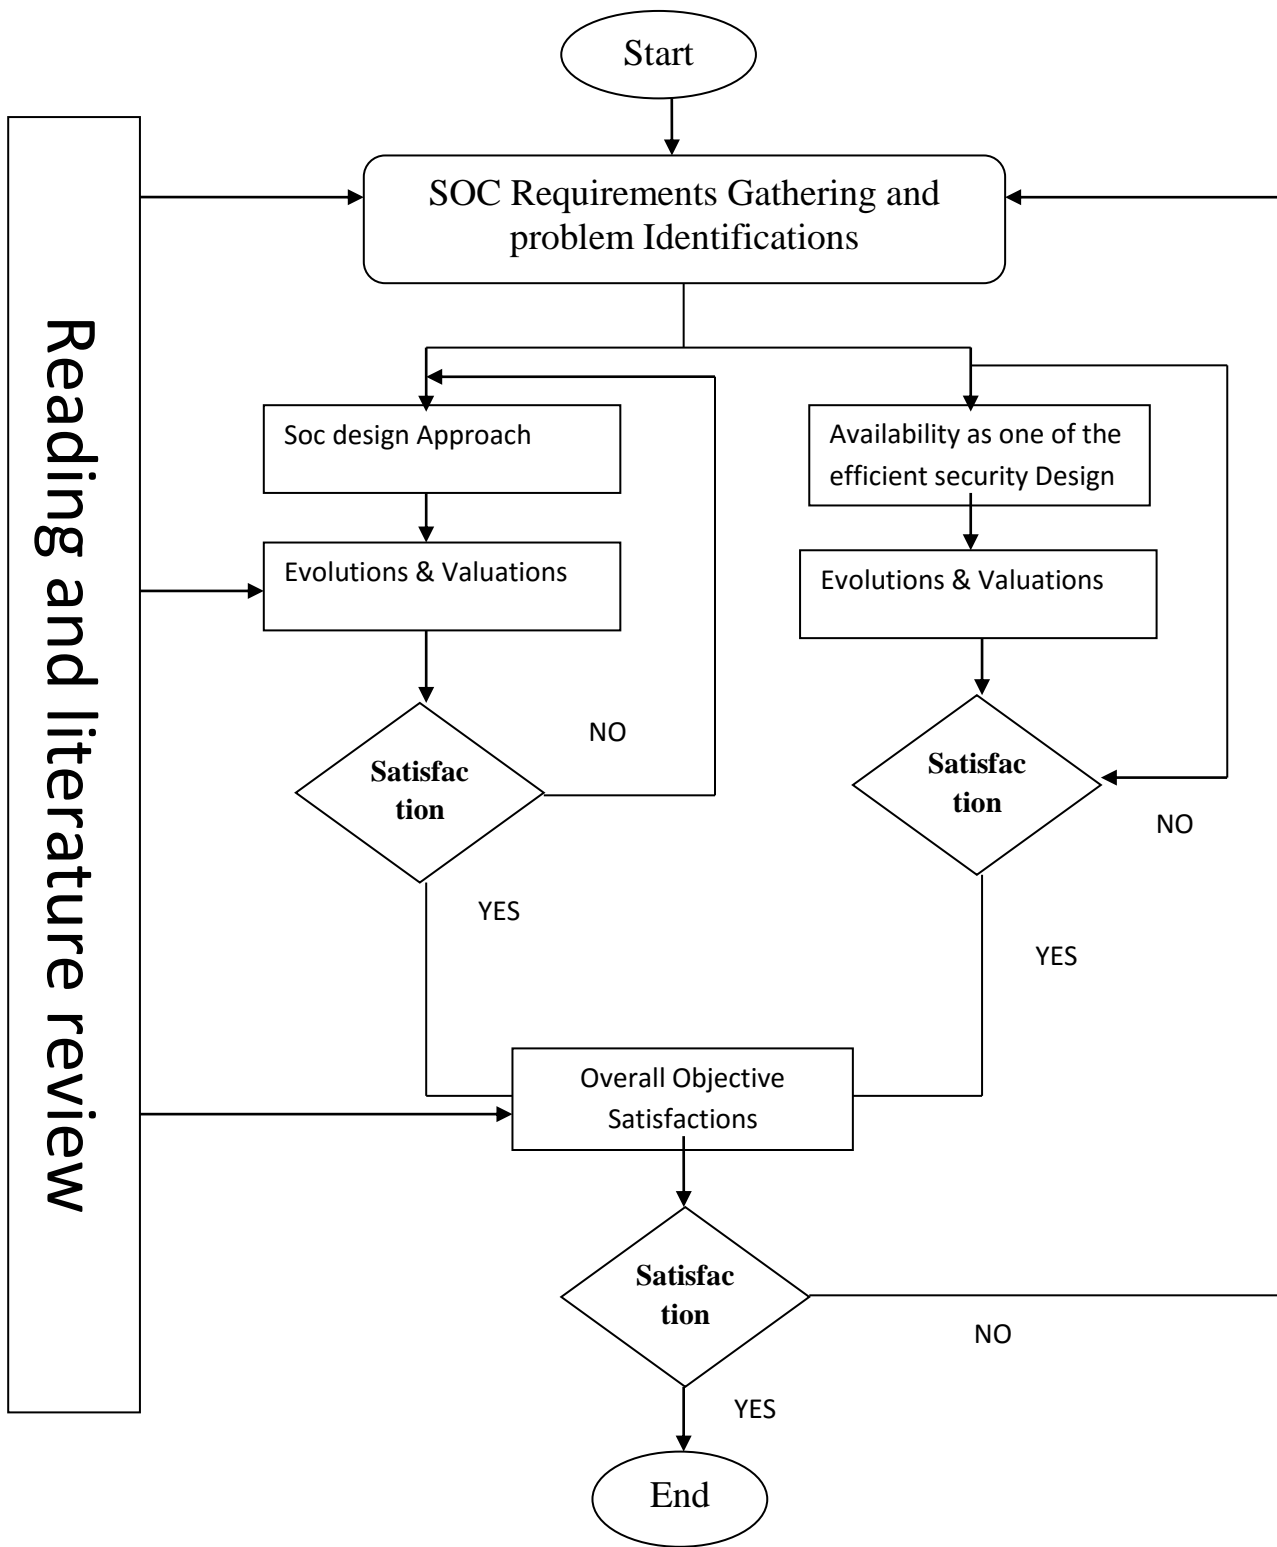 Start
SOC Requirements Gathering and
problem Identifications
Reading and literature review
Soc design Approach
Availability as one of the
efficient security Design
Evolutions & Valuations
Evolutions & Valuations
NO
Satisfac
tion
Satisfac
tion
NO
YES
YES
Overall Objective
Satisfactions
Satisfac
tion
NO
YES
End